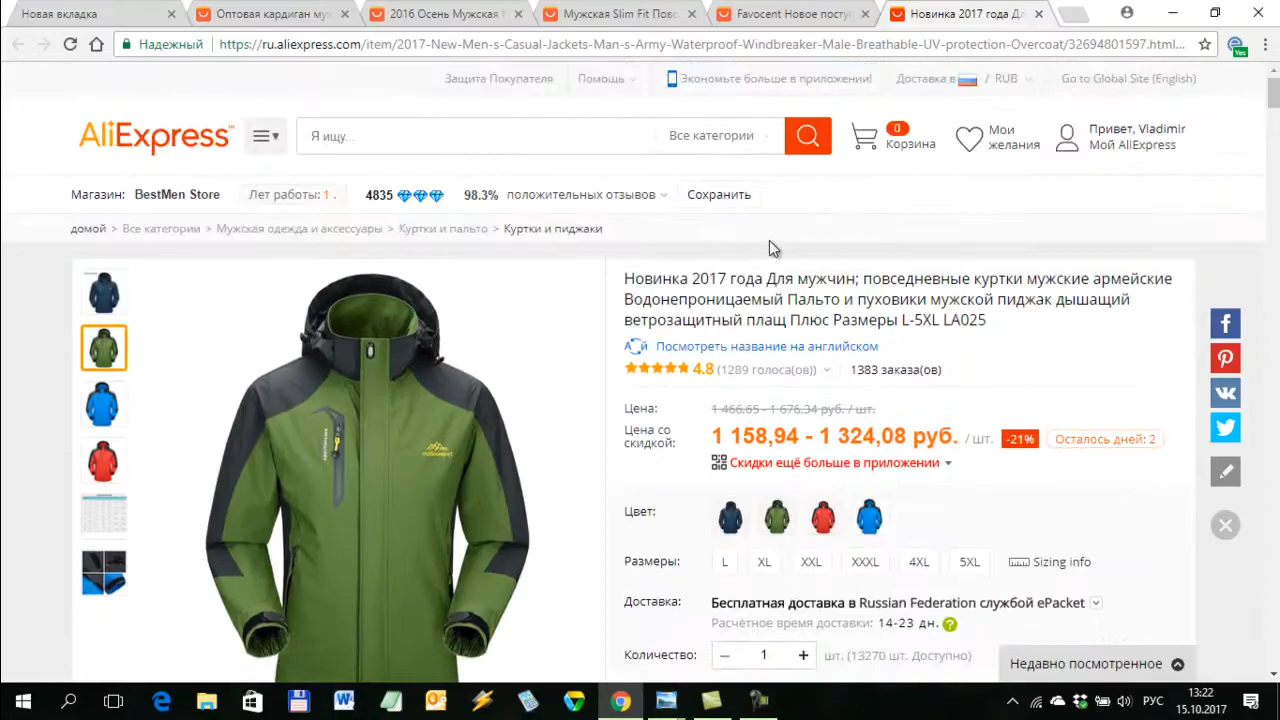 Новая вкладка
Оптовая кардиган му
2016 Осень Мужская
Мужская Slim Fit Пов
Favocent Новое посту
Новинка 2017 года Д
Надежный
https://ru.aliexpress.com/item/2017-New-Men-s-Casual-Jackets-Man-s-Army-Waterproof-Windbreaker-Male-Breathable-UV-protection-Overcoat/32694801597.html...
Yes
Защита Покупателя
Помощь
Экономьте больше в приложении!
Доставка в / RUB
Go to Global Site (English)
AliExpress
Я ищу...
Все категории
0
Корзина
Мои
желания
Привет, Vladimir
Мой AliExpress
Магазин: BestMen Store
Лет работы: 1 .
4835
98.3% положительных отзывов
Сохранить
домой > Все категории > Мужская одежда и аксессуары > Куртки и пальто > Куртки и пиджаки
Новинка 2017 года Для мужчин; повседневные куртки мужские армейские
Водонепроницаемый Пальто и пуховики мужской пиджак дышащий
ветрозащитный плащ Плюс Размеры L-5XL LA025
Посмотреть название на английском
4.8 (1289 голоса(ов)) 1383 заказа(ов)
Цена: 1 466,65 - 1 676.34 руб. / шт.
Цена со
скидкой:
1 158,94 - 1 324,08 руб. / шт. -21% Осталось дней: 2
Скидки ещё больше в приложении
Цвет:
Размеры: L XL XXL XXXL 4XL 5XL Sizing info
Доставка: Бесплатная доставка в Russian Federation службой ePacket
Расчётное время доставки: 14-23 дн.
Количество: 1 шт. (13270 шт. Доступно)
Недавно посмотренное
РУС
13:22
15.10.2017